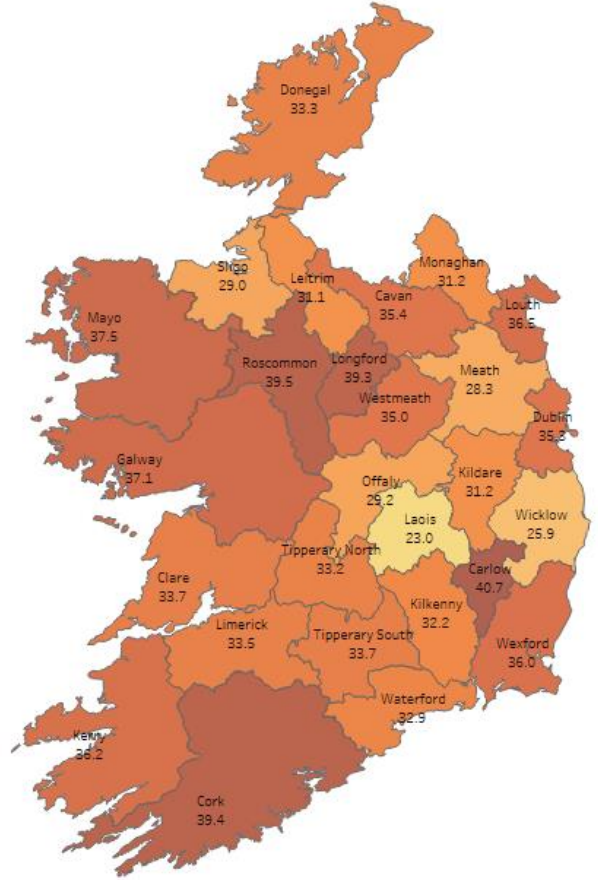 Donegal
33.3
Sligo
29.0
Leitrim
31.1
Monaghan
31.2
Cavan
35.4
Louth
36.5
Mayo
37.5
Roscommon
39.5
Longford
39.3
Meath
28.3
Westmeath
35.0
Dublin
35.3
Galway
37.1
Offaly
29.2
Kildare
31.2
Laois
23.0
Wicklow
25.9
Tipperary North
33.2
Clare
33.7
Carlow
40.7
Kilkenny
32.2
Limerick
33.5
Tipperary South
33.7
Wexford
36.0
Waterford
32.9
Kerry
36.2
Cork
39.4